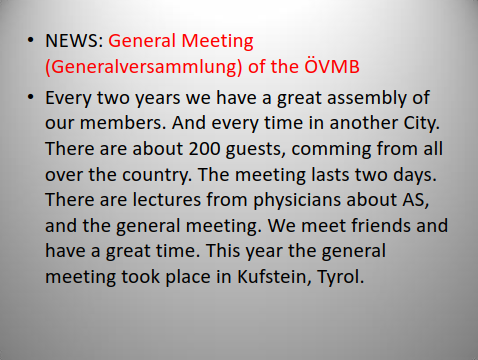 • NEWS: General Meeting
(Generalversammlung) of the ÖVMB
• Every two years we have a great assembly of
our members. And every time in another City.
There are about 200 guests, comming from all
over the country. The meeting lasts two days.
There are lectures from physicians about AS,
and the general meeting. We meet friends and
have a great time. This year the general
meeting took place in Kufstein, Tyrol.